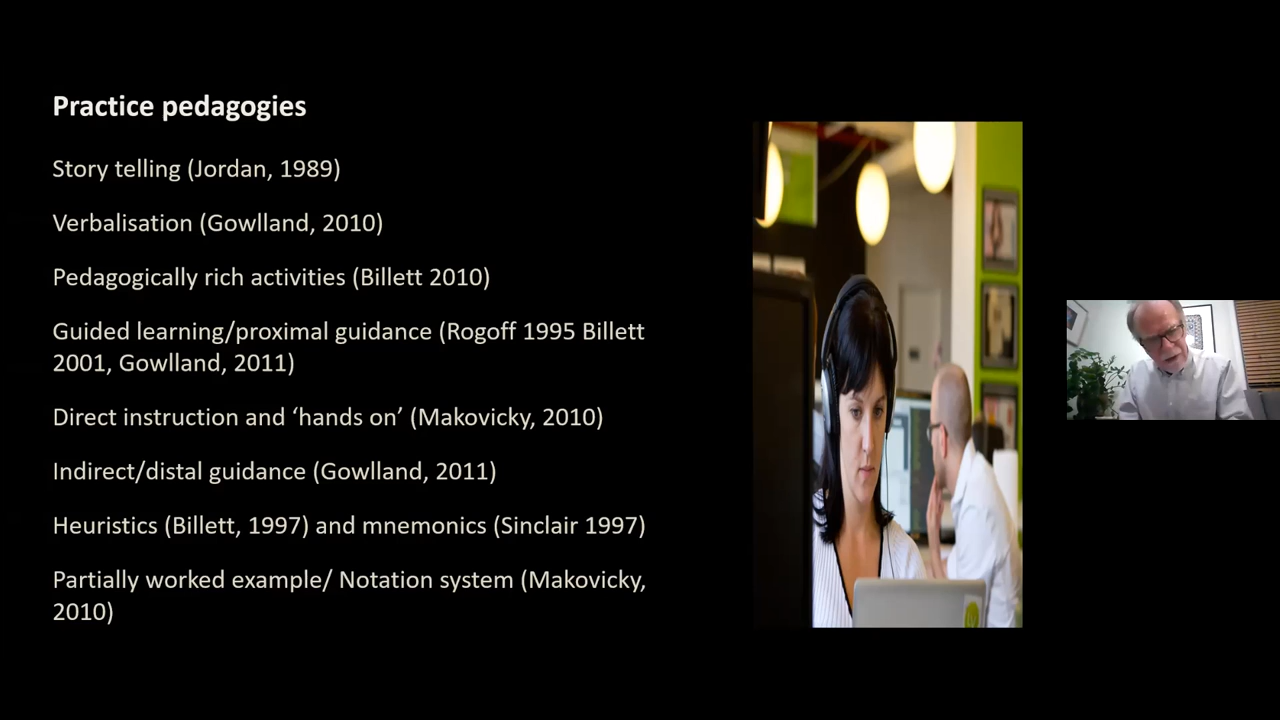 Practice pedagogies
Story telling (Jordan, 1989)
Verbalisation (Gowlland, 2010)
Pedagogically rich activities (Billett 2010)
Guided learning/proximal guidance (Rogoff 1995 Billett
2001, Gowlland, 2011)
Direct instruction and ‘hands on’ (Makovicky, 2010)
Indirect/distal guidance (Gowlland, 2011)
Heuristics (Billett, 1997) and mnemonics (Sinclair 1997)
Partially worked example/ Notation system (Makovicky,
2010)